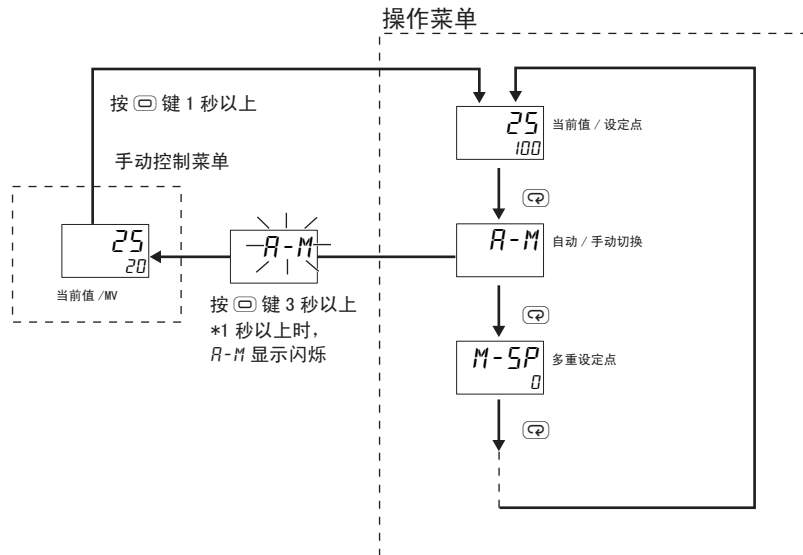 操作菜单
按 键 1 秒以上
25
100
当前值 / 设定点
手动控制菜单
25
20
当前值 /MV
A-M
A-M
自动 / 手动切换
按 键 3 秒以上
*1 秒以上时,
A-M 显示闪烁
M-SP
0
多重设定点